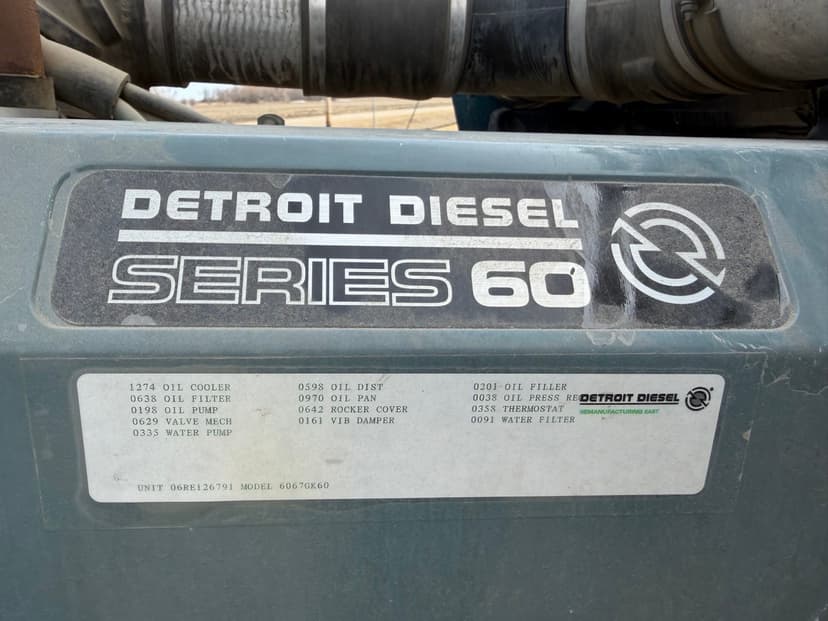 DETROIT DIESEL
SERIES 60
1274 OIL COOLER
0638 OIL FILTER
0198 OIL PUMP
0629 VALVE MECH
0335 WATER PUMP
0598 OIL DIST
0970 OIL PAN
0642 ROCKER COVER
0161 VIB DAMPER
0201 OIL FILLER
0038 OIL PRESS
0358 THERMOSTAT
0091 WATER FILTER
DETROIT DIESEL
REMANUFACTURING EAST
UNIT 06RE126791 MODEL 6067GK60